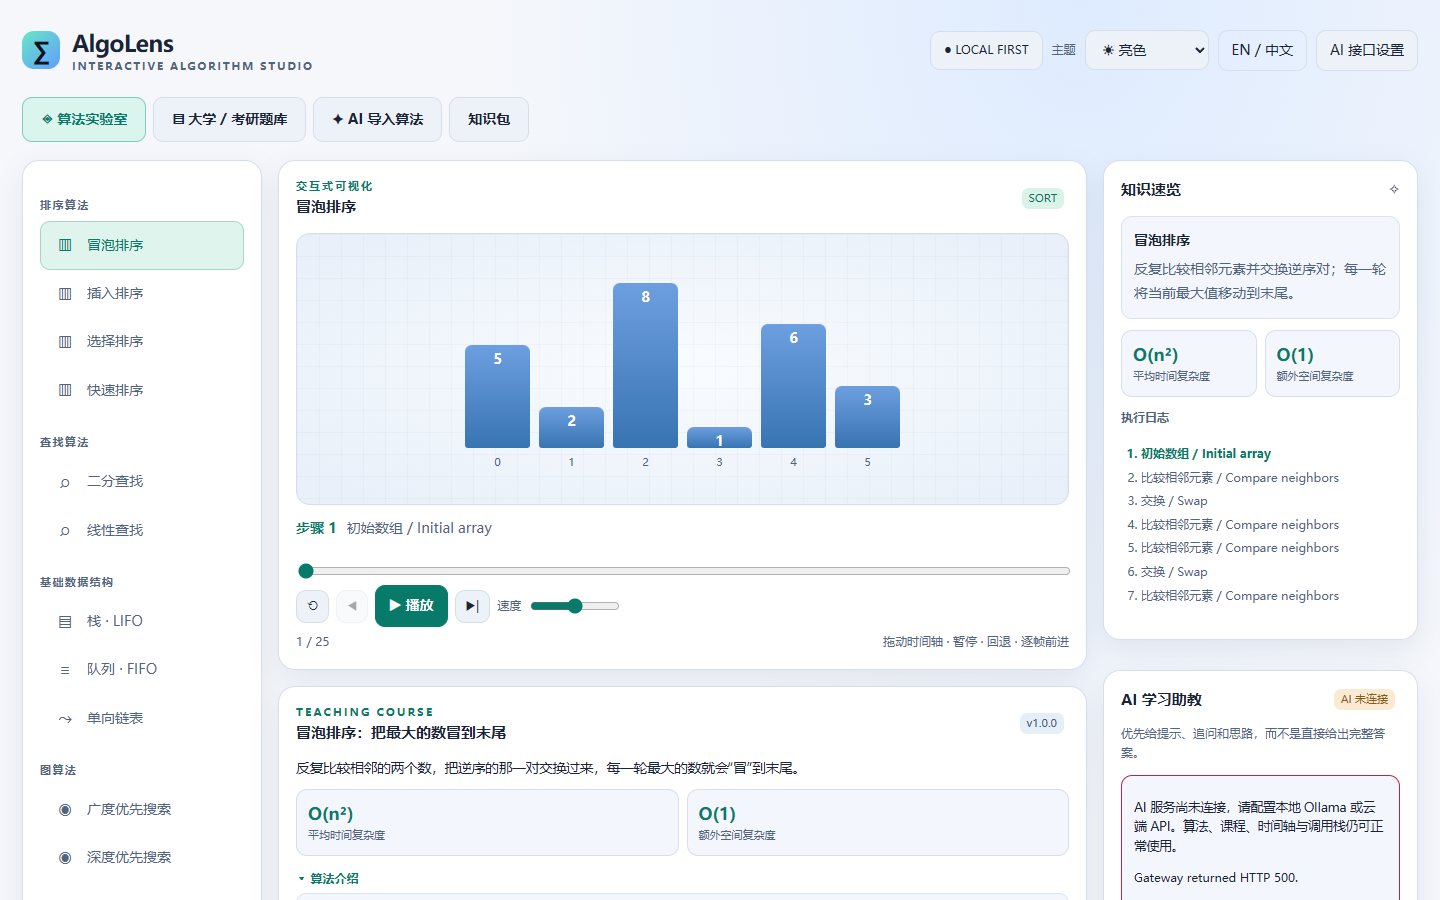 ∑ AlgoLens
INTERACTIVE ALGORITHM STUDIO
● LOCAL FIRST
主题
☀ 亮色
EN / 中文
AI 接口设置
算法实验室
大学 / 考研题库
✦ AI 导入算法
知识包
排序算法
冒泡排序
插入排序
选择排序
快速排序
查找算法
二分查找
线性查找
基础数据结构
栈 · LIFO
队列 · FIFO
单向链表
图算法
广度优先搜索
深度优先搜索
交互式可视化
冒泡排序
SORT
5
2
8
1
6
3
0
1
2
3
4
5
步骤 1 初始数组 / Initial array
▶ 播放
速度
1 / 25
拖动时间轴 · 暂停 · 回退 · 逐帧前进
TEACHING COURSE
冒泡排序：把最大的数冒到末尾
v1.0.0
反复比较相邻的两个数，把逆序的那一对交换过来，每一轮最大的数就会“冒”到末尾。
O(n²)
平均时间复杂度
O(1)
额外空间复杂度
算法介绍
知识速览
冒泡排序
反复比较相邻元素并交换逆序对；每一轮
将当前最大值移动到末尾。
O(n²)
平均时间复杂度
O(1)
额外空间复杂度
执行日志
1. 初始数组 / Initial array
2. 比较相邻元素 / Compare neighbors
3. 交换 / Swap
4. 比较相邻元素 / Compare neighbors
5. 比较相邻元素 / Compare neighbors
6. 交换 / Swap
7. 比较相邻元素 / Compare neighbors
AI 学习助教
AI 未连接
优先给提示、追问和思路，而不是直接给出完整答
案。
AI 服务尚未连接，请配置本地 Ollama 或云
端 API。算法、课程、时间轴与调用栈仍可正
常使用。
Gateway returned HTTP 500.